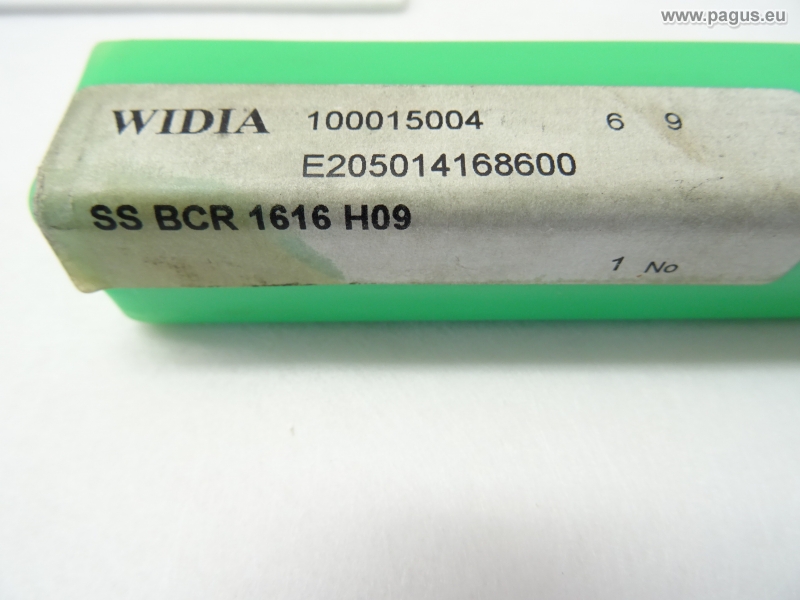 www.pagus.eu
WIDIA 100015004 6 9
E205014168600
SS BCR 1616 H09
1 No